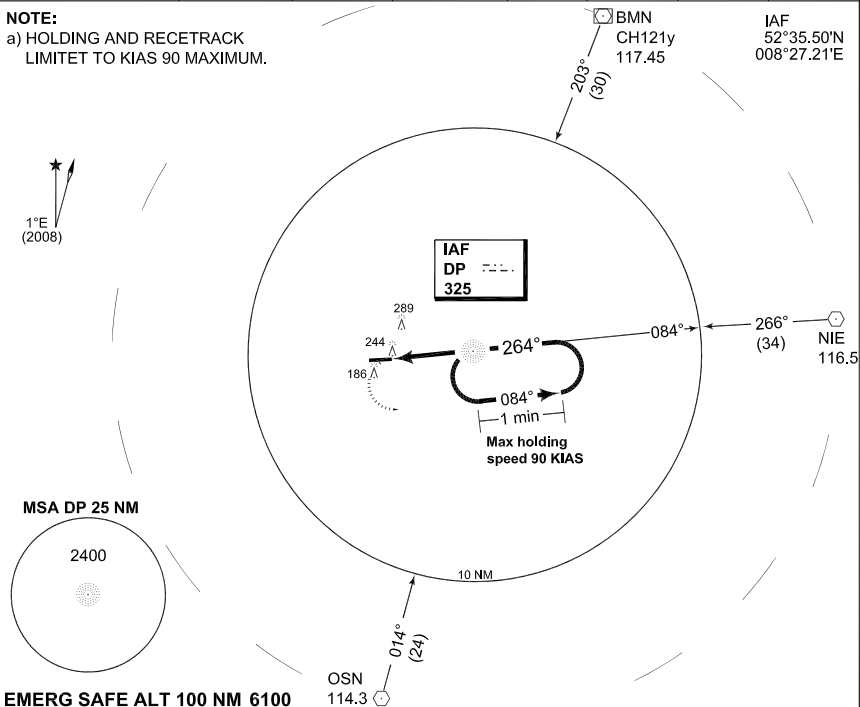 NOTE:
a) HOLDING AND RECETRACK
LIMITET TO KIAS 90 MAXIMUM.
BMN
CH121y
117.45
IAF
52°35.50'N
008°27.21'E
203°
(30)
1°E
(2008)
IAF
DP
325
289
244
186
264°
084°
266°
(34)
NIE
116.5
084°
1 min
Max holding
speed 90 KIAS
MSA DP 25 NM
2400
10 NM
014°
(24)
OSN
114.3
EMERG SAFE ALT 100 NM 6100